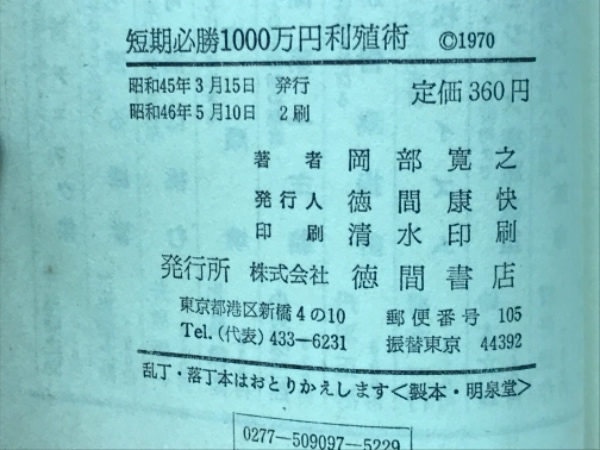 短期必勝1000万円利殖術 ©1970
昭和45年3月15日 発行 定価360円
昭和46年5月10日 2刷
著者 岡部寛之
発行人 徳間康快
印刷 清水印刷
発行所 株式会社 徳間書店
東京都港区新橋4の10 郵便番号 105
Tel.(代表)433—6231 振替東京 44392
乱丁・落丁本はおとりかえします<製本・明泉堂>
0277—509097—5229